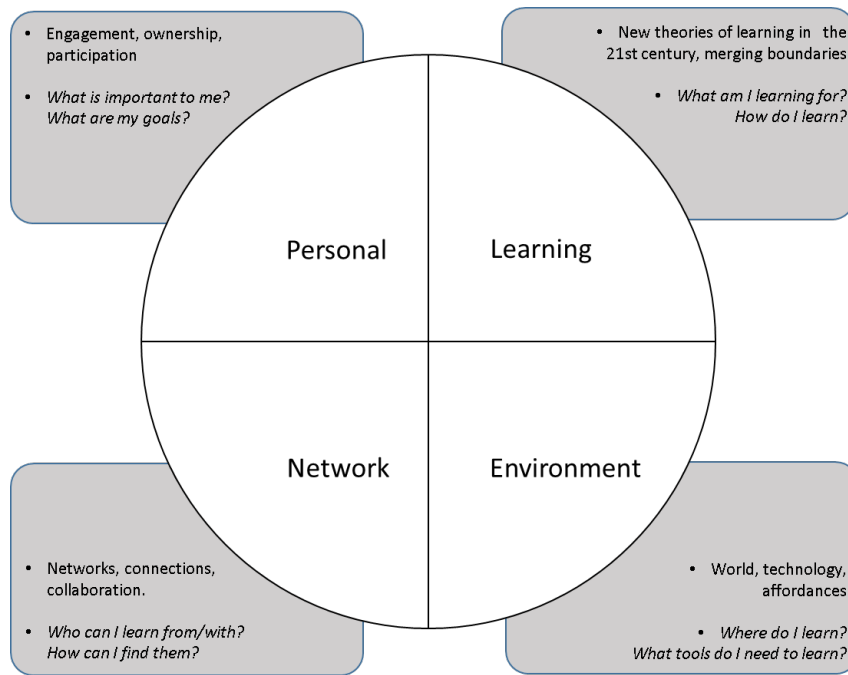 • Engagement, ownership,
participation
• What is important to me?
What are my goals?
• New theories of learning in the
21st century, merging boundaries
• What am I learning for?
How do I learn?
Personal
Learning
Network
Environment
• Networks, connections,
collaboration.
• Who can I learn from/with?
How can I find them?
• World, technology,
affordances
• Where do I learn?
What tools do I need to learn?